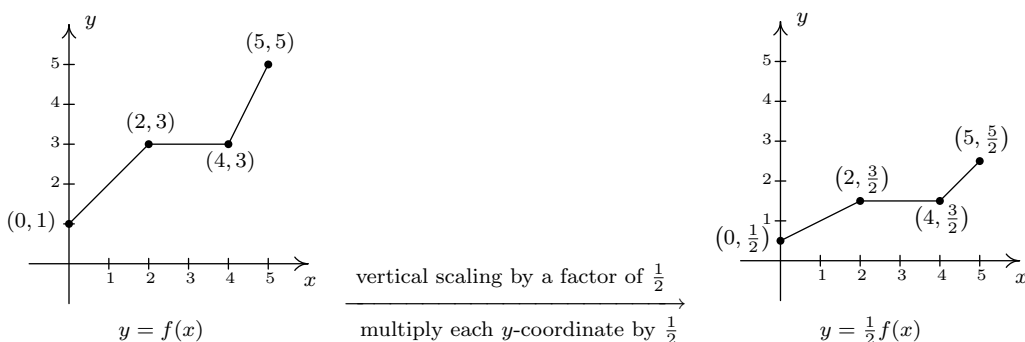 y
(5, 5)
5
4
(2, 3)
3
(4, 3)
2
(0, 1)
1 2 3 4 5
x
y = f(x)
vertical scaling by a factor of 1/2
multiply each y-coordinate by 1/2
y
5
4
3
(5, 5/2)
(2, 3/2)
2
(4, 3/2)
1
(0, 1/2)
1 2 3 4 5
x
y = 1/2 f(x)